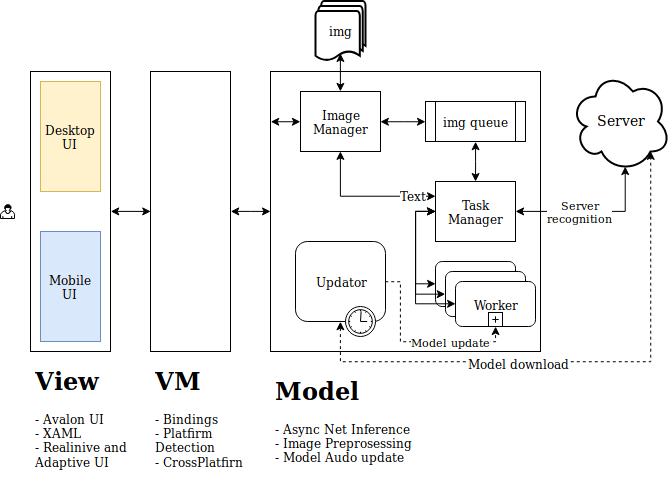 img
Desktop
UI
Mobile
UI
Image
Manager
img queue
Server
Text
Task
Manager
Server
recognition
Updator
Worker
+
Model update
Model download
View
- Avalon UI
- XAML
- Realinive and
Adaptive UI
VM
- Bindings
- Platfirm
Detection
- CrossPlatfirn
Model
- Async Net Inference
- Image Preprosessing
- Model Audo update